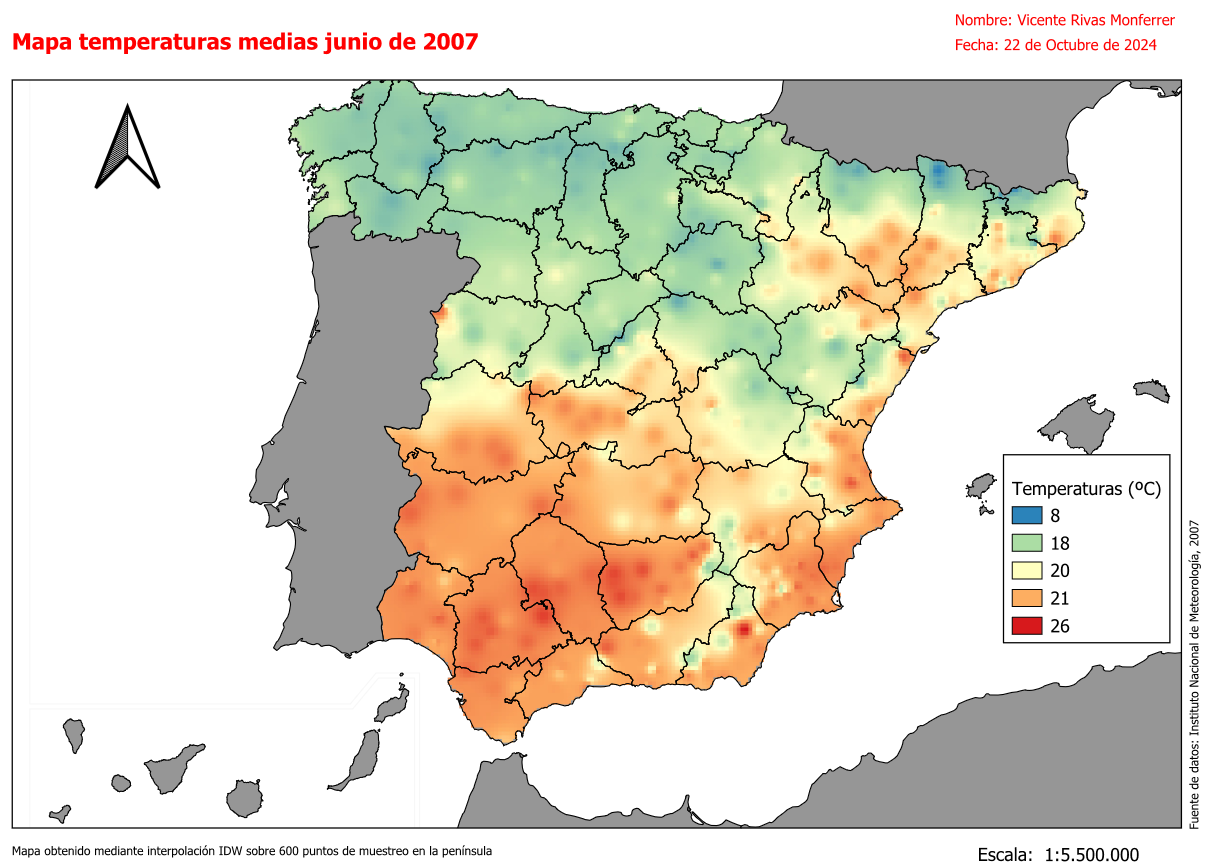 Nombre: Vicente Rivas Monferrer
Mapa temperaturas medias junio de 2007
Fecha: 22 de Octubre de 2024
Temperaturas (ºC)
8
18
20
21
26
Fuente de datos: Instituto Nacional de Meteorología, 2007
Mapa obtenido mediante interpolación IDW sobre 600 puntos de muestreo en la península
Escala: 1:5.500.000